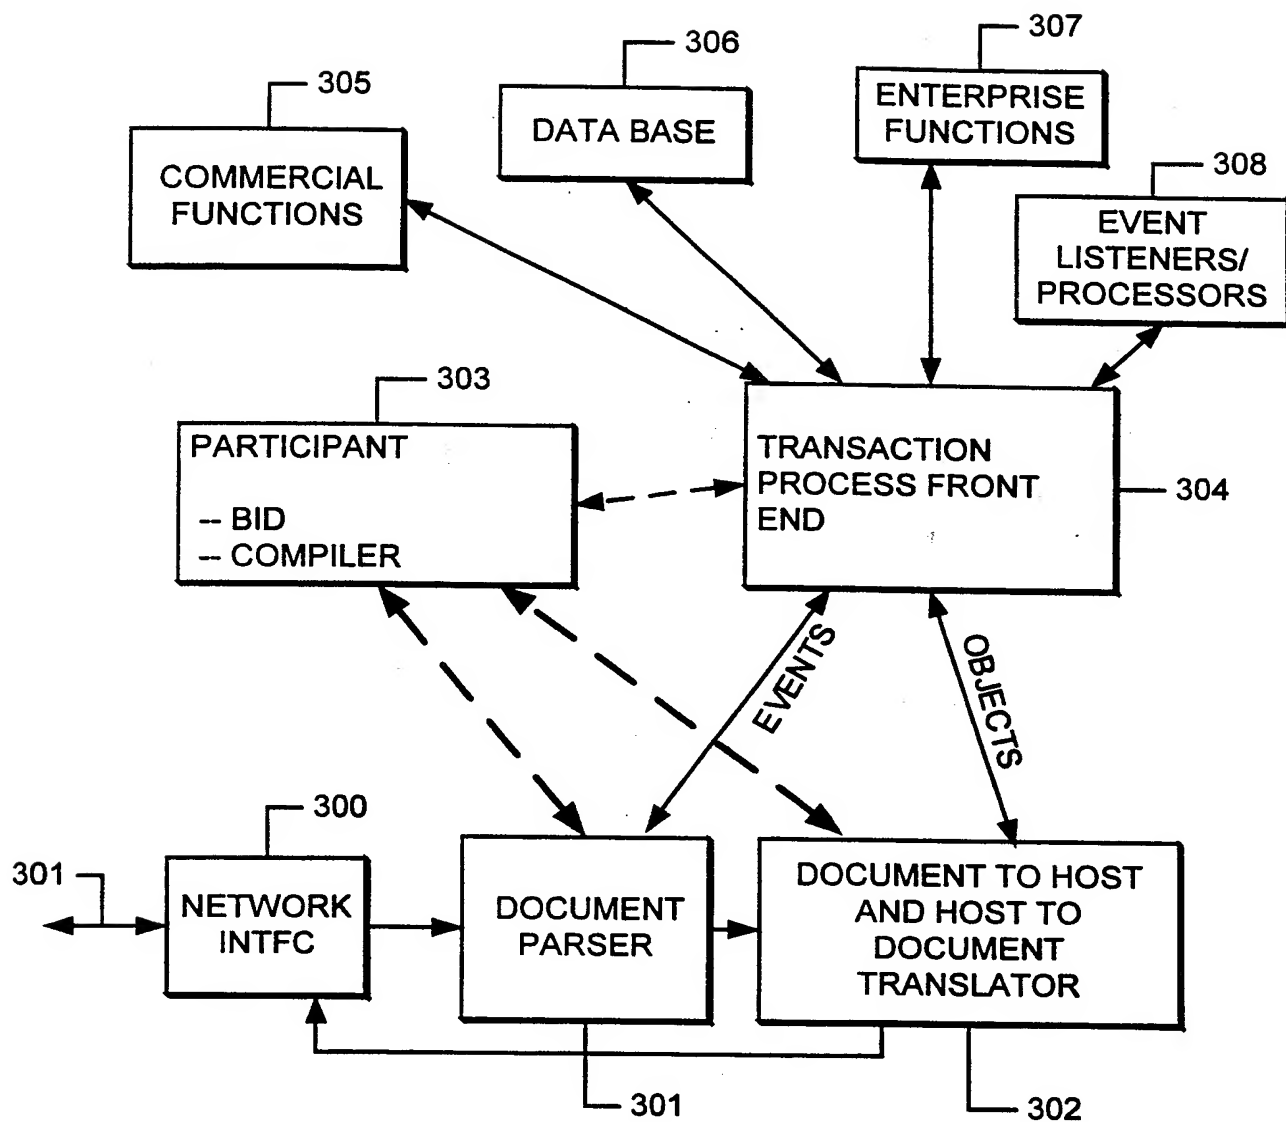 307
306
305
ENTERPRISE
FUNCTIONS
DATA BASE
308
COMMERCIAL
FUNCTIONS
EVENT
LISTENERS/
PROCESSORS
303
PARTICIPANT
-- BID
-- COMPILER
TRANSACTION
PROCESS FRONT
END
304
EVENTS
OBJECTS
300
301
NETWORK
INTFC
DOCUMENT
PARSER
DOCUMENT TO HOST
AND HOST TO
DOCUMENT
TRANSLATOR
301
302